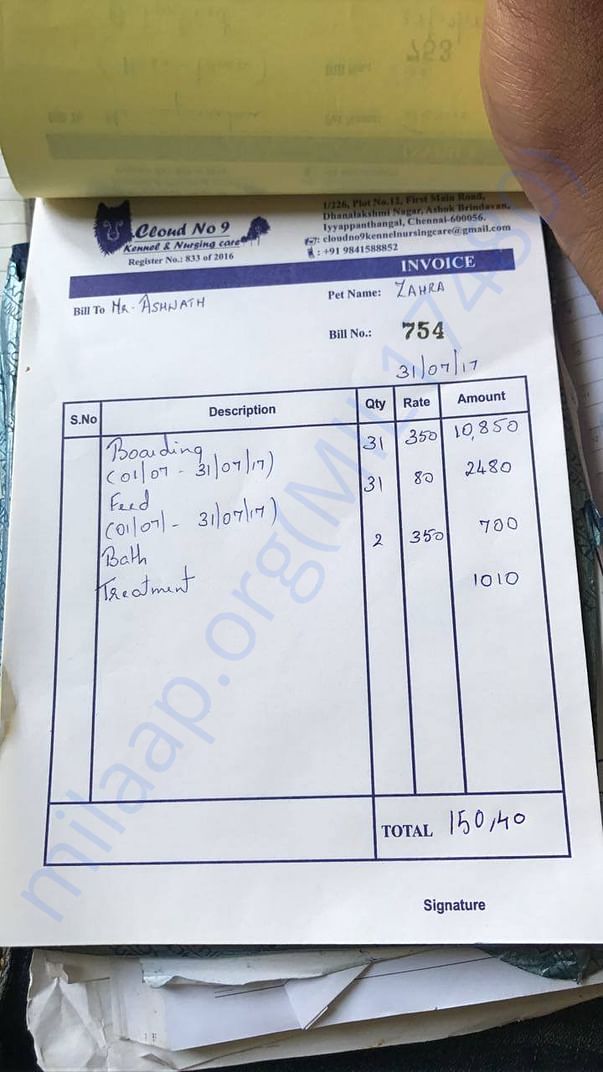 Cloud No 9
Kennel & Nursing care
Register No.: 833 of 2016
1/226, Plot No.12, First Main Road,
Dhanalakshmi Nagar, Ashok Brindavan,
Iyyappanthangal, Chennai-600056.
: cloudno9kennelnursingcare@gmail.com
: +91 9841588852
INVOICE
Bill To MR. ASHWATH
Pet Name: ZAHRA
Bill No.: 754
31/07/17
S.No Description Qty Rate Amount
Boarding 31 350 10,850
(01/07 - 31/07/17)
Feed 31 80 2480
(01/07/ - 31/07/17)
Bath 2 350 700
Treatment 1010
TOTAL 150,40
Signature
milaap.org(MIL17480)